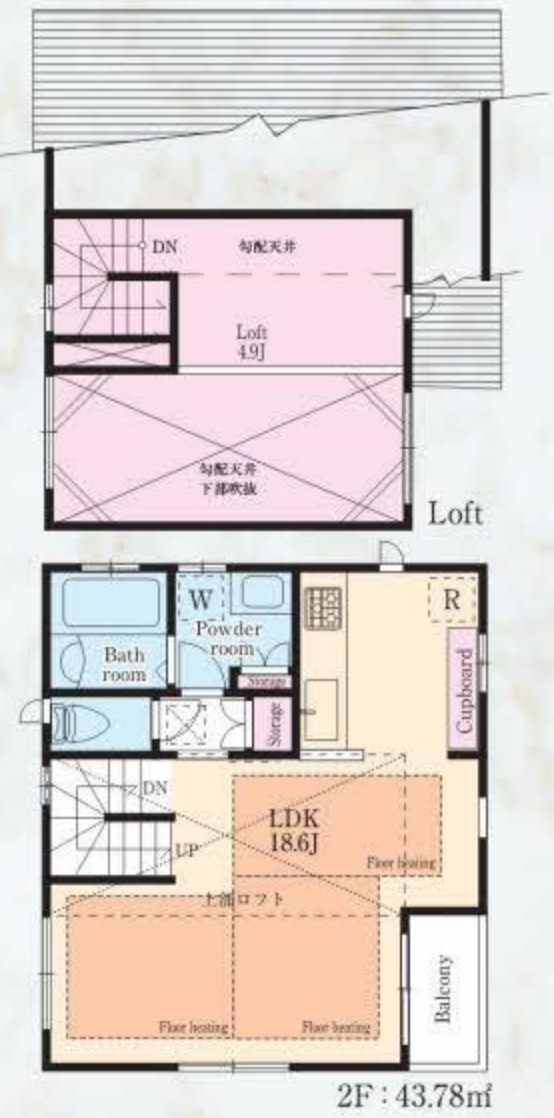 DN
勾配天井
Loft
4.9J
勾配天井
下部吹抜
Loft
W
R
Powder
room
Bath
room
Storage
Storage
Cupboard
DN
LDK
18.6J
UP
Floor heating
上部ロフト
Balcony
Floor heating
Floor heating
2F：43.78㎡